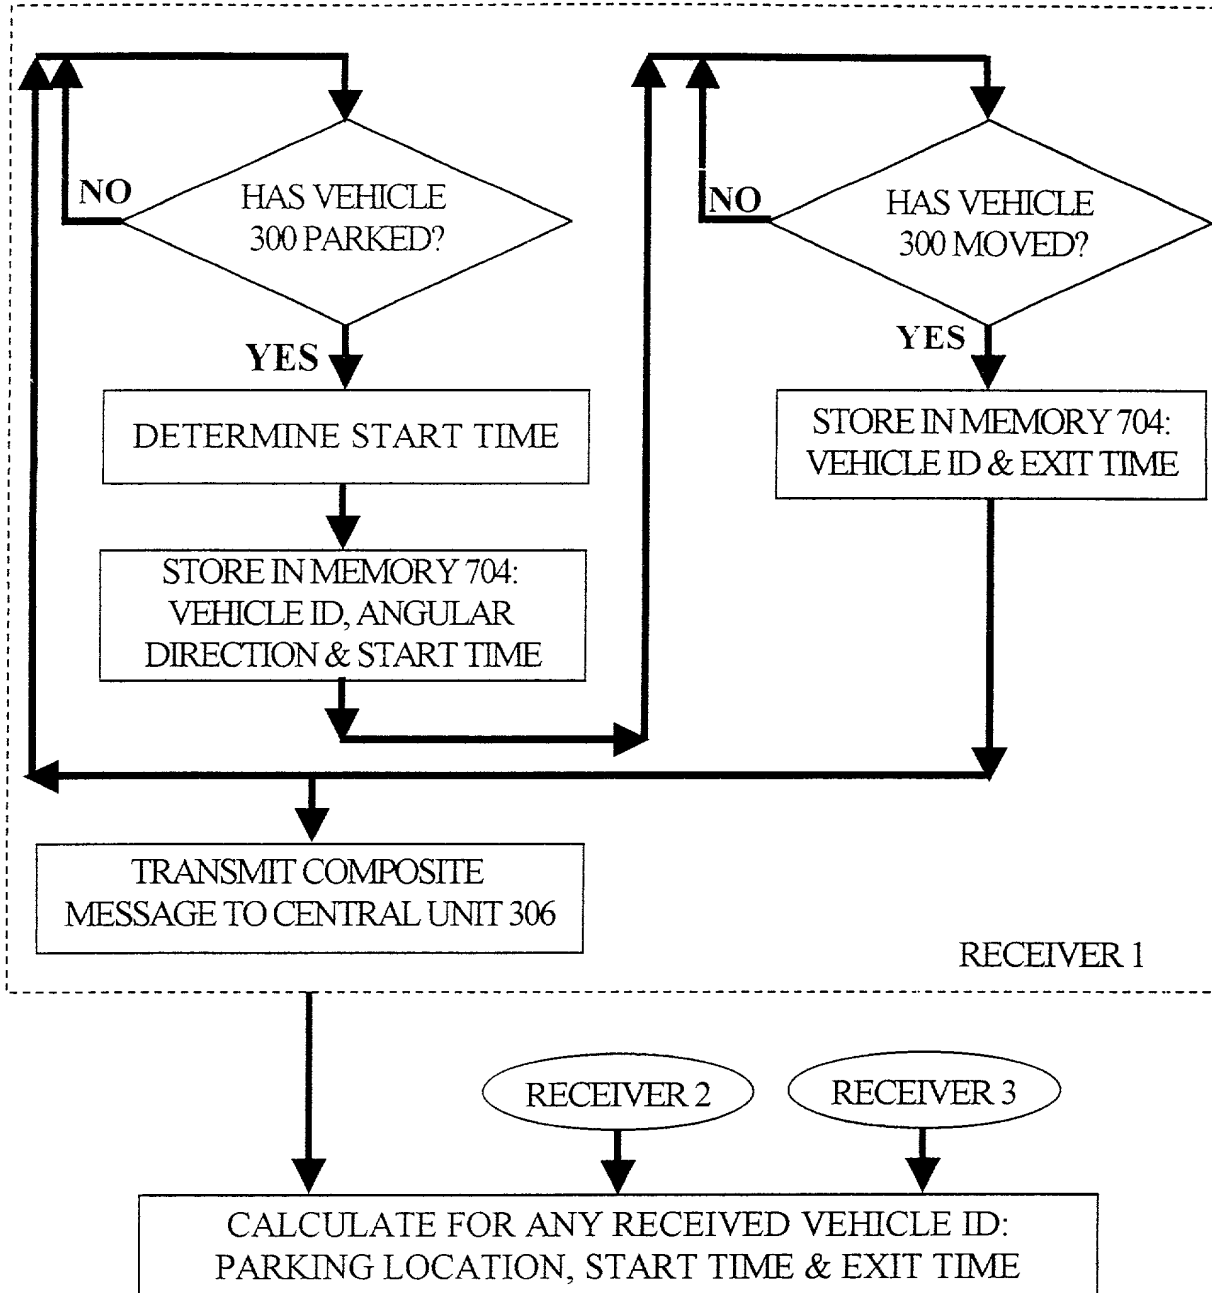 NO
HAS VEHICLE
300 PARKED?
YES
DETERMINE START TIME
STORE IN MEMORY 704:
VEHICLE ID, ANGULAR
DIRECTION & START TIME
NO
HAS VEHICLE
300 MOVED?
YES
STORE IN MEMORY 704:
VEHICLE ID & EXIT TIME
TRANSMIT COMPOSITE
MESSAGE TO CENTRAL UNIT 306
RECEIVER 1
RECEIVER 2
RECEIVER 3
CALCULATE FOR ANY RECEIVED VEHICLE ID:
PARKING LOCATION, START TIME & EXIT TIME